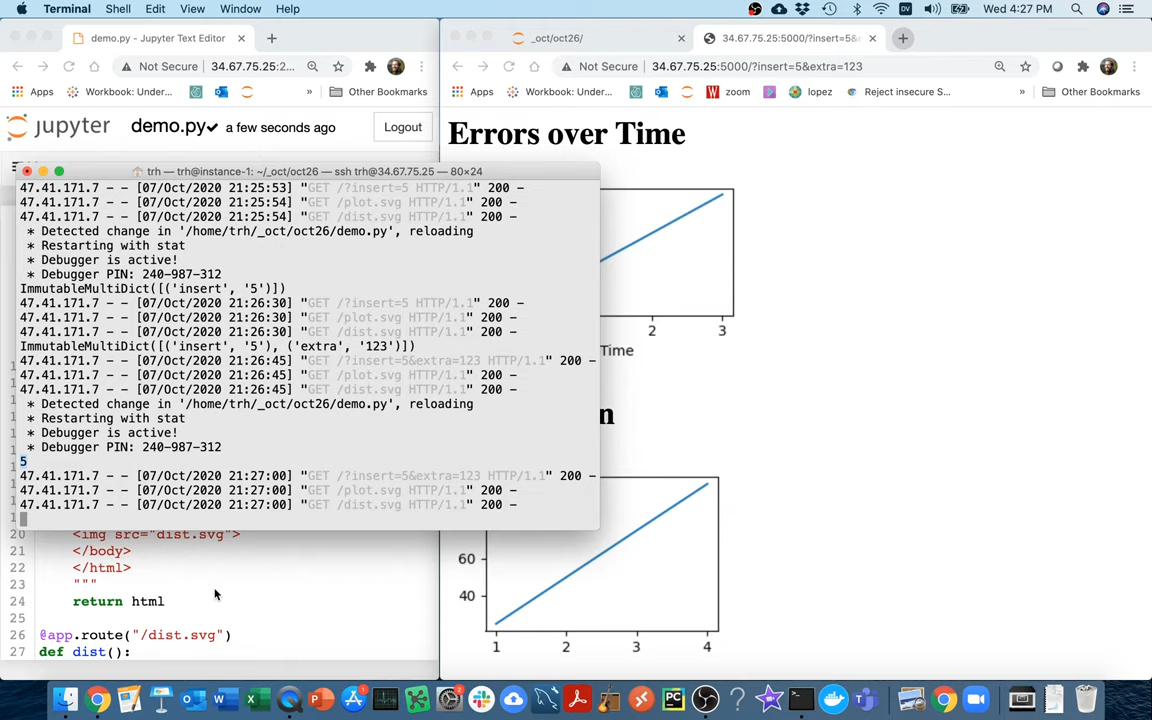 Terminal Shell Edit View Window Help
Wed 4:27 PM
demo.py - Jupyter Text Editor
Not Secure 34.67.75.25:2...
Apps Workbook: Under... » Other Bookmarks
jupyter demo.py✔ a few seconds ago Logout
_oct/oct26/
34.67.75.25:5000/?insert=5&e
Not Secure 34.67.75.25:5000/?insert=5&extra=123
Apps Workbook: Under... zoom lopez Reject insecure S... » Other Bookmarks
Errors over Time
2 3
Time
n
60
40
1 2 3 4
trh — trh@instance-1: ~/_oct/oct26 — ssh trh@34.67.75.25 — 80×24
47.41.171.7 - - [07/Oct/2020 21:25:53] "GET /?insert=5 HTTP/1.1" 200 -
47.41.171.7 - - [07/Oct/2020 21:25:54] "GET /plot.svg HTTP/1.1" 200 -
47.41.171.7 - - [07/Oct/2020 21:25:54] "GET /dist.svg HTTP/1.1" 200 -
* Detected change in '/home/trh/_oct/oct26/demo.py', reloading
* Restarting with stat
* Debugger is active!
* Debugger PIN: 240-987-312
ImmutableMultiDict([('insert', '5')])
47.41.171.7 - - [07/Oct/2020 21:26:30] "GET /?insert=5 HTTP/1.1" 200 -
47.41.171.7 - - [07/Oct/2020 21:26:30] "GET /plot.svg HTTP/1.1" 200 -
47.41.171.7 - - [07/Oct/2020 21:26:30] "GET /dist.svg HTTP/1.1" 200 -
ImmutableMultiDict([('insert', '5'), ('extra', '123')])
47.41.171.7 - - [07/Oct/2020 21:26:45] "GET /?insert=5&extra=123 HTTP/1.1" 200 -
47.41.171.7 - - [07/Oct/2020 21:26:45] "GET /plot.svg HTTP/1.1" 200 -
47.41.171.7 - - [07/Oct/2020 21:26:45] "GET /dist.svg HTTP/1.1" 200 -
* Detected change in '/home/trh/_oct/oct26/demo.py', reloading
* Restarting with stat
* Debugger is active!
* Debugger PIN: 240-987-312
5
47.41.171.7 - - [07/Oct/2020 21:27:00] "GET /?insert=5&extra=123 HTTP/1.1" 200 -
47.41.171.7 - - [07/Oct/2020 21:27:00] "GET /plot.svg HTTP/1.1" 200 -
47.41.171.7 - - [07/Oct/2020 21:27:00] "GET /dist.svg HTTP/1.1" 200 -
20 <img src="dist.svg">
21 </body>
22 </html>
23 """
24 return html
25
26 @app.route("/dist.svg")
27 def dist():